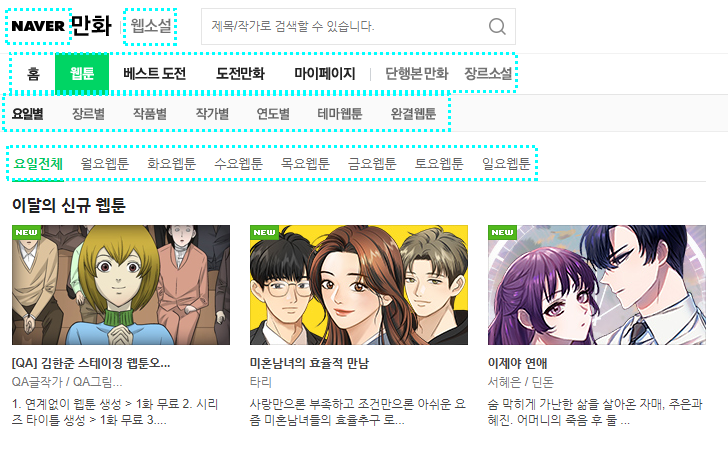 NAVER 만화 웹소설 제목/작가로 검색할 수 있습니다.
홈 웹툰 베스트 도전 도전만화 마이페이지 단행본 만화 장르소설
요일별 장르별 작품별 작가별 연도별 테마웹툰 완결웹툰
요일전체 월요웹툰 화요웹툰 수요웹툰 목요웹툰 금요웹툰 토요웹툰 일요웹툰
이달의 신규 웹툰
NEW NEW NEW
[QA] 김한준 스테이징 웹툰오...
QA글작가 / QA그림...
1. 연계없이 웹툰 생성 > 1화 무료 2. 시리
즈 타이틀 생성 > 1화 무료 3....
미혼남녀의 효율적 만남
타리
사랑만으론 부족하고 조건만으론 아쉬운 요
즘 미혼남녀들의 효율추구 로...
이제야 연애
서혜은 / 딘돈
숨 막히게 가난한 삶을 살아온 자매, 주은과
혜진. 어머니의 죽음 후 둘 ...